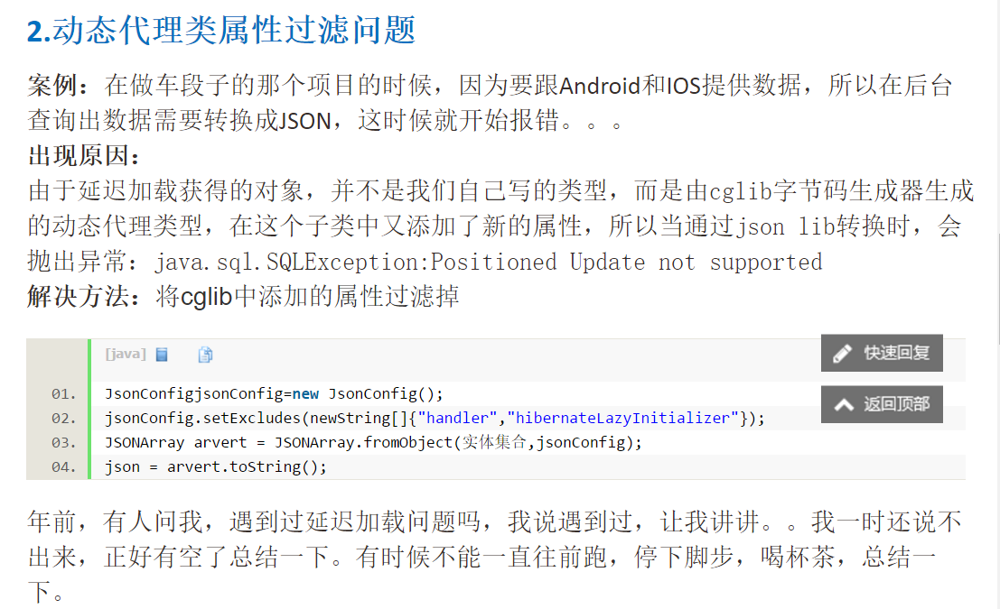 2.动态代理类属性过滤问题
案例：在做车段子的那个项目的时候，因为要跟Android和IOS提供数据，所以在后台
查询出数据需要转换成JSON，这时候就开始报错。。。
出现原因：
由于延迟加载获得的对象，并不是我们自己写的类型，而是由cglib字节码生成器生成
的动态代理类型，在这个子类中又添加了新的属性，所以当通过json lib转换时，会
抛出异常：java.sql.SQLException:Positioned Update not supported
解决方法：将cglib中添加的属性过滤掉
[java]
快速回复
01. JsonConfigjsonConfig=new JsonConfig();
返回顶部
02. jsonConfig.setExcludes(newString[]{"handler","hibernateLazyInitializer"});
03. JSONArray arvert = JSONArray.fromObject(实体集合,jsonConfig);
04. json = arvert.toString();
年前，有人问我，遇到过延迟加载问题吗，我说遇到过，让我讲讲。。我一时还说不
出来，正好有空了总结一下。有时候不能一直往前跑，停下脚步，喝杯茶，总结一
下。